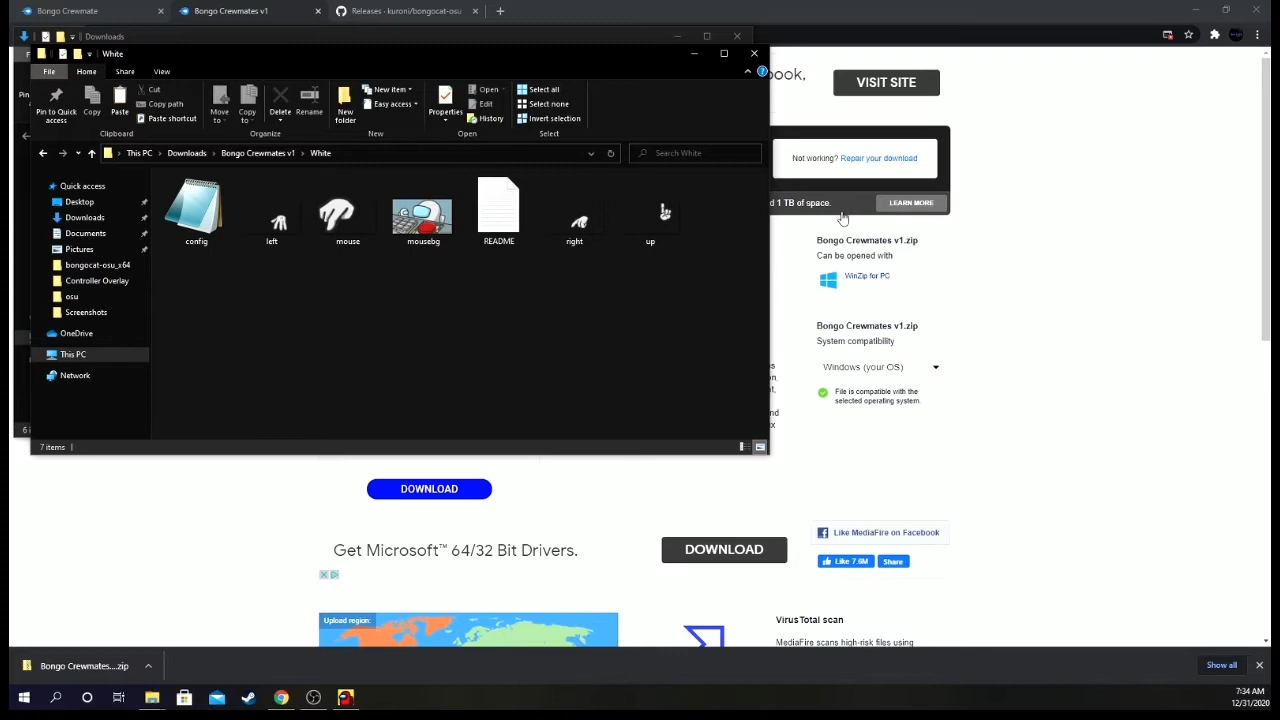 Bongo Crewmate
Bongo Crewmates v1
Releases · kuroni/bongocat-osu
Downloads
White
File
Home
Share
View
Pin to Quick access
Copy
Paste
Cut
Copy path
Paste shortcut
Clipboard
Move to
Copy to
Delete
Rename
Organize
New folder
New item
Easy access
New
Properties
Open
Edit
History
Open
Select all
Select none
Invert selection
Select
This PC > Downloads > Bongo Crewmates v1 > White
Search White
Quick access
Desktop
Downloads
Documents
Pictures
bongocat-osu_x64
Controller Overlay
osu
Screenshots
OneDrive
This PC
Network
config
left
mouse
mousebg
README
right
up
7 items
book,
VISIT SITE
Not working? Repair your download
d 1 TB of space.
LEARN MORE
Bongo Crewmates v1.zip
Can be opened with
WinZip for PC
Bongo Crewmates v1.zip
System compatibility
Windows (your OS)
File is compatible with the
selected operating system.
DOWNLOAD
Get Microsoft™ 64/32 Bit Drivers.
DOWNLOAD
Like MediaFire on Facebook
Like 7.6M
Share
Upload region:
VirusTotal scan
MediaFire scans high-risk files using
Bongo Crewmates....zip
Show all
7:34 AM
12/31/2020